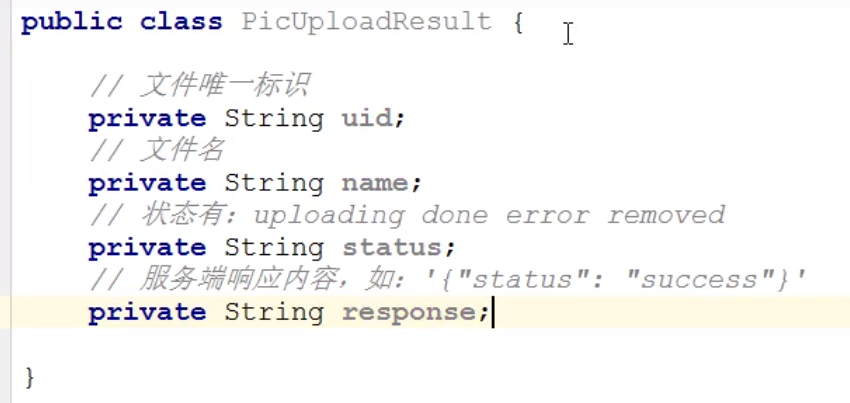 public class PicUploadResult {
// 文件唯一标识
private String uid;
// 文件名
private String name;
// 状态有：uploading done error removed
private String status;
// 服务端响应内容，如：'{"status": "success"}'
private String response;
}